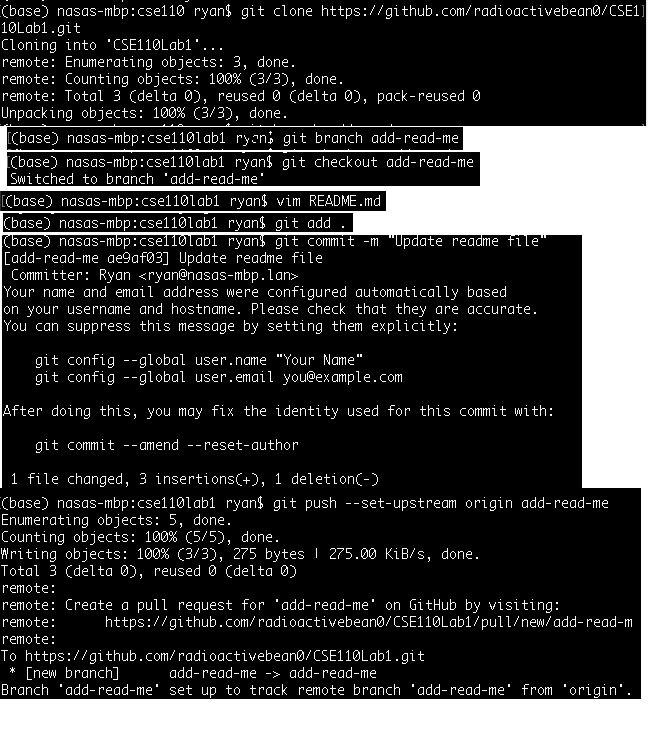 (base) nasas-mbp:cse110 ryan$ git clone https://github.com/radioactivebean0/CSE1
10Lab1.git
Cloning into 'CSE110Lab1'...
remote: Enumerating objects: 3, done.
remote: Counting objects: 100% (3/3), done.
remote: Total 3 (delta 0), reused 0 (delta 0), pack-reused 0
Unpacking objects: 100% (3/3), done.
(base) nasas-mbp:cse110lab1 ryan$ git branch add-read-me
(base) nasas-mbp:cse110lab1 ryan$ git checkout add-read-me
Switched to branch 'add-read-me'
(base) nasas-mbp:cse110lab1 ryan$ vim README.md
(base) nasas-mbp:cse110lab1 ryan$ git add .
(base) nasas-mbp:cse110lab1 ryan$ git commit -m "Update readme file"
[add-read-me ae9af03] Update readme file
 Committer: Ryan <ryan@nasas-mbp.lan>
Your name and email address were configured automatically based
on your username and hostname. Please check that they are accurate.
You can suppress this message by setting them explicitly:
    git config --global user.name "Your Name"
    git config --global user.email you@example.com
After doing this, you may fix the identity used for this commit with:
    git commit --amend --reset-author
 1 file changed, 3 insertions(+), 1 deletion(-)
(base) nasas-mbp:cse110lab1 ryan$ git push --set-upstream origin add-read-me
Enumerating objects: 5, done.
Counting objects: 100% (5/5), done.
Writing objects: 100% (3/3), 275 bytes | 275.00 KiB/s, done.
Total 3 (delta 0), reused 0 (delta 0)
remote:
remote: Create a pull request for 'add-read-me' on GitHub by visiting:
remote:      https://github.com/radioactivebean0/CSE110Lab1/pull/new/add-read-m
remote:
To https://github.com/radioactivebean0/CSE110Lab1.git
 * [new branch]      add-read-me -> add-read-me
Branch 'add-read-me' set up to track remote branch 'add-read-me' from 'origin'.